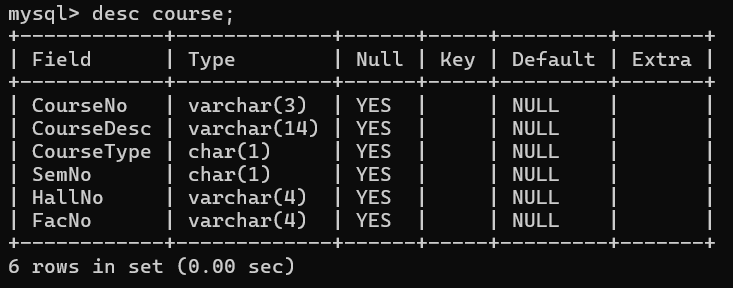 mysql> desc course;
+------------+-------------+------+-----+---------+-------+
| Field      | Type        | Null | Key | Default | Extra |
+------------+-------------+------+-----+---------+-------+
| CourseNo   | varchar(3)  | YES  |     | NULL    |       |
| CourseDesc | varchar(14) | YES  |     | NULL    |       |
| CourseType | char(1)     | YES  |     | NULL    |       |
| SemNo      | char(1)     | YES  |     | NULL    |       |
| HallNo     | varchar(4)  | YES  |     | NULL    |       |
| FacNo      | varchar(4)  | YES  |     | NULL    |       |
+------------+-------------+------+-----+---------+-------+
6 rows in set (0.00 sec)